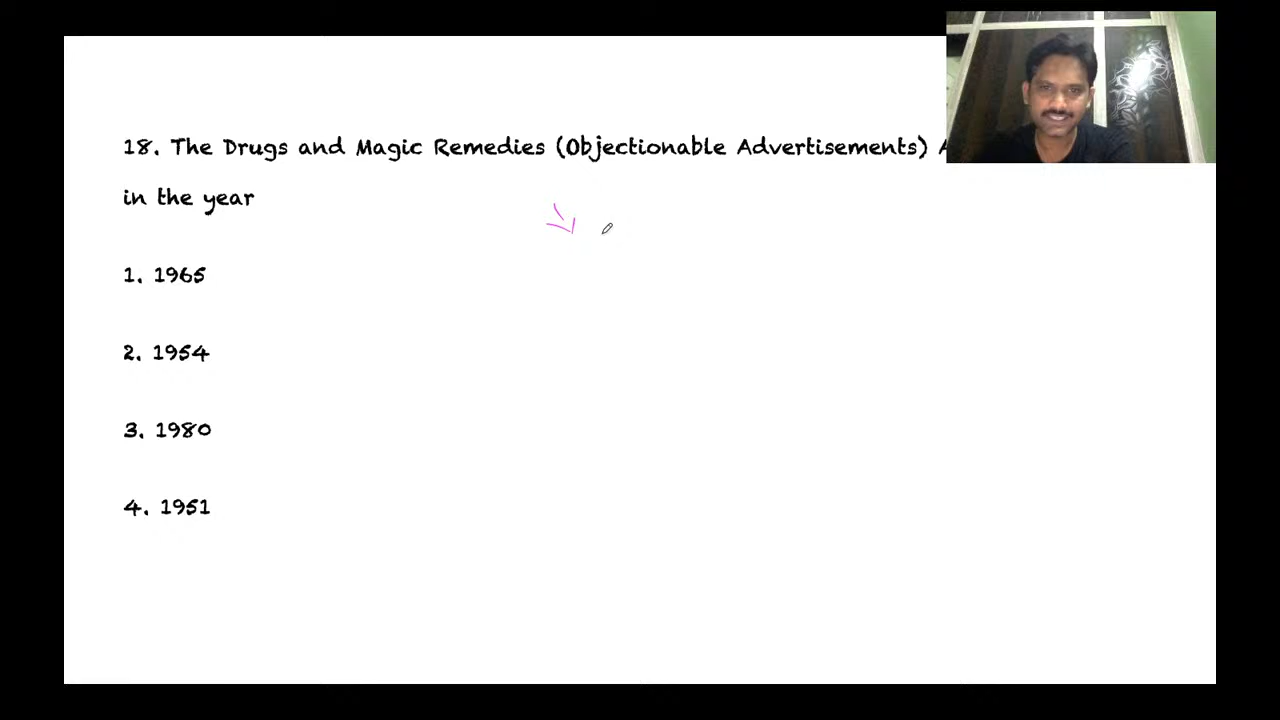 18. The Drugs and Magic Remedies (Objectionable Advertisements)
in the year
1. 1965
2. 1954
3. 1980
4. 1951